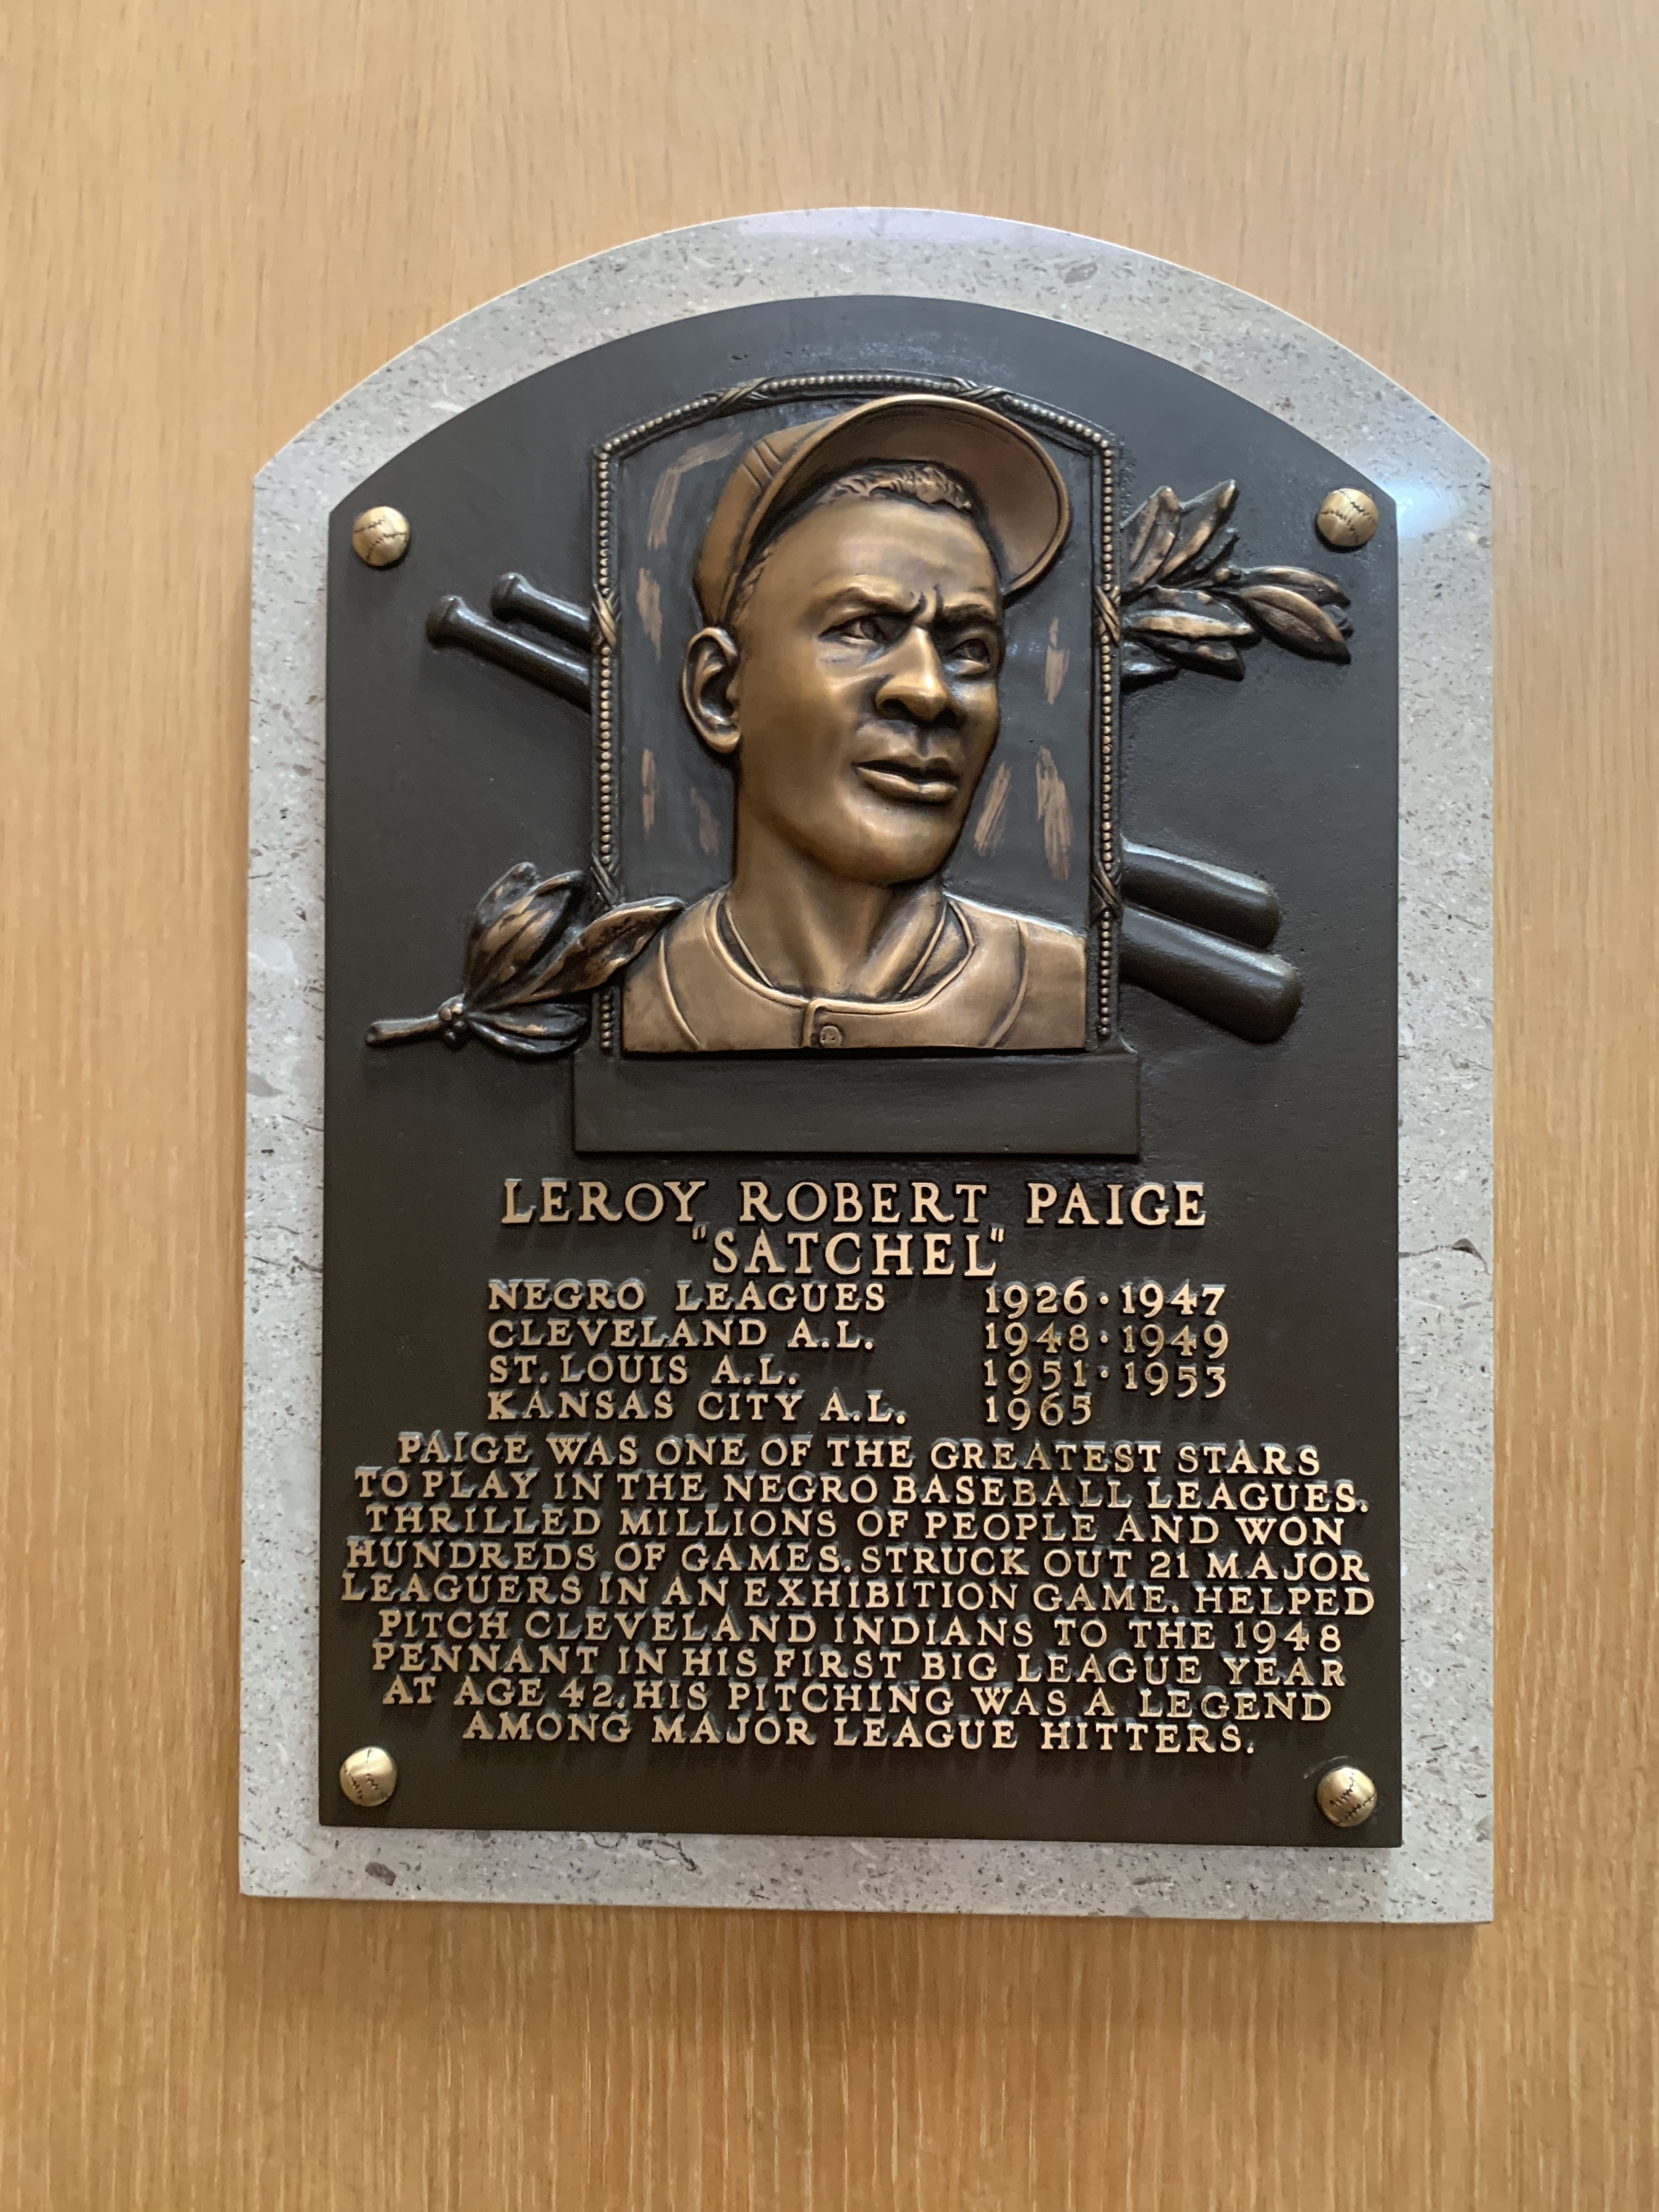 LEROY ROBERT PAIGE
"SATCHEL"
NEGRO LEAGUES 1926·1947
CLEVELAND A.L. 1948·1949
ST. LOUIS A.L. 1951·1953
KANSAS CITY A.L. 1965
PAIGE WAS ONE OF THE GREATEST STARS
TO PLAY IN THE NEGRO BASEBALL LEAGUES.
THRILLED MILLIONS OF PEOPLE AND WON
HUNDREDS OF GAMES. STRUCK OUT 21 MAJOR
LEAGUERS IN AN EXHIBITION GAME. HELPED
PITCH CLEVELAND INDIANS TO THE 1948
PENNANT IN HIS FIRST BIG LEAGUE YEAR
AT AGE 42. HIS PITCHING WAS A LEGEND
AMONG MAJOR LEAGUE HITTERS.